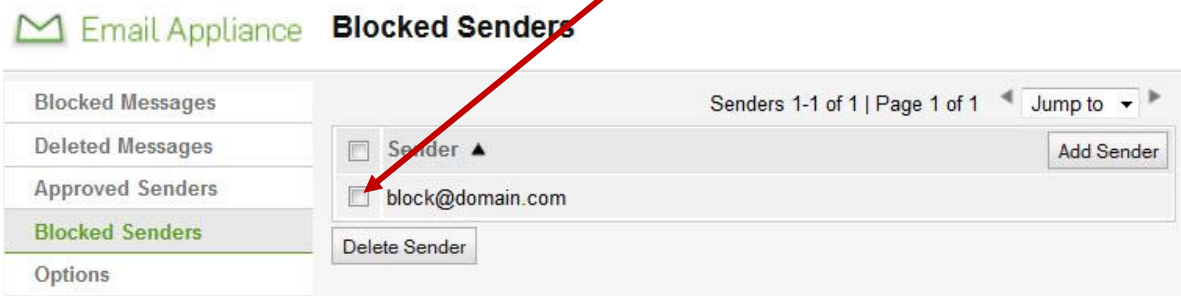 Email Appliance Blocked Senders
Blocked Messages
Deleted Messages
Approved Senders
Blocked Senders
Options
Senders 1-1 of 1 | Page 1 of 1 Jump to
Sender Add Sender
block@domain.com
Delete Sender